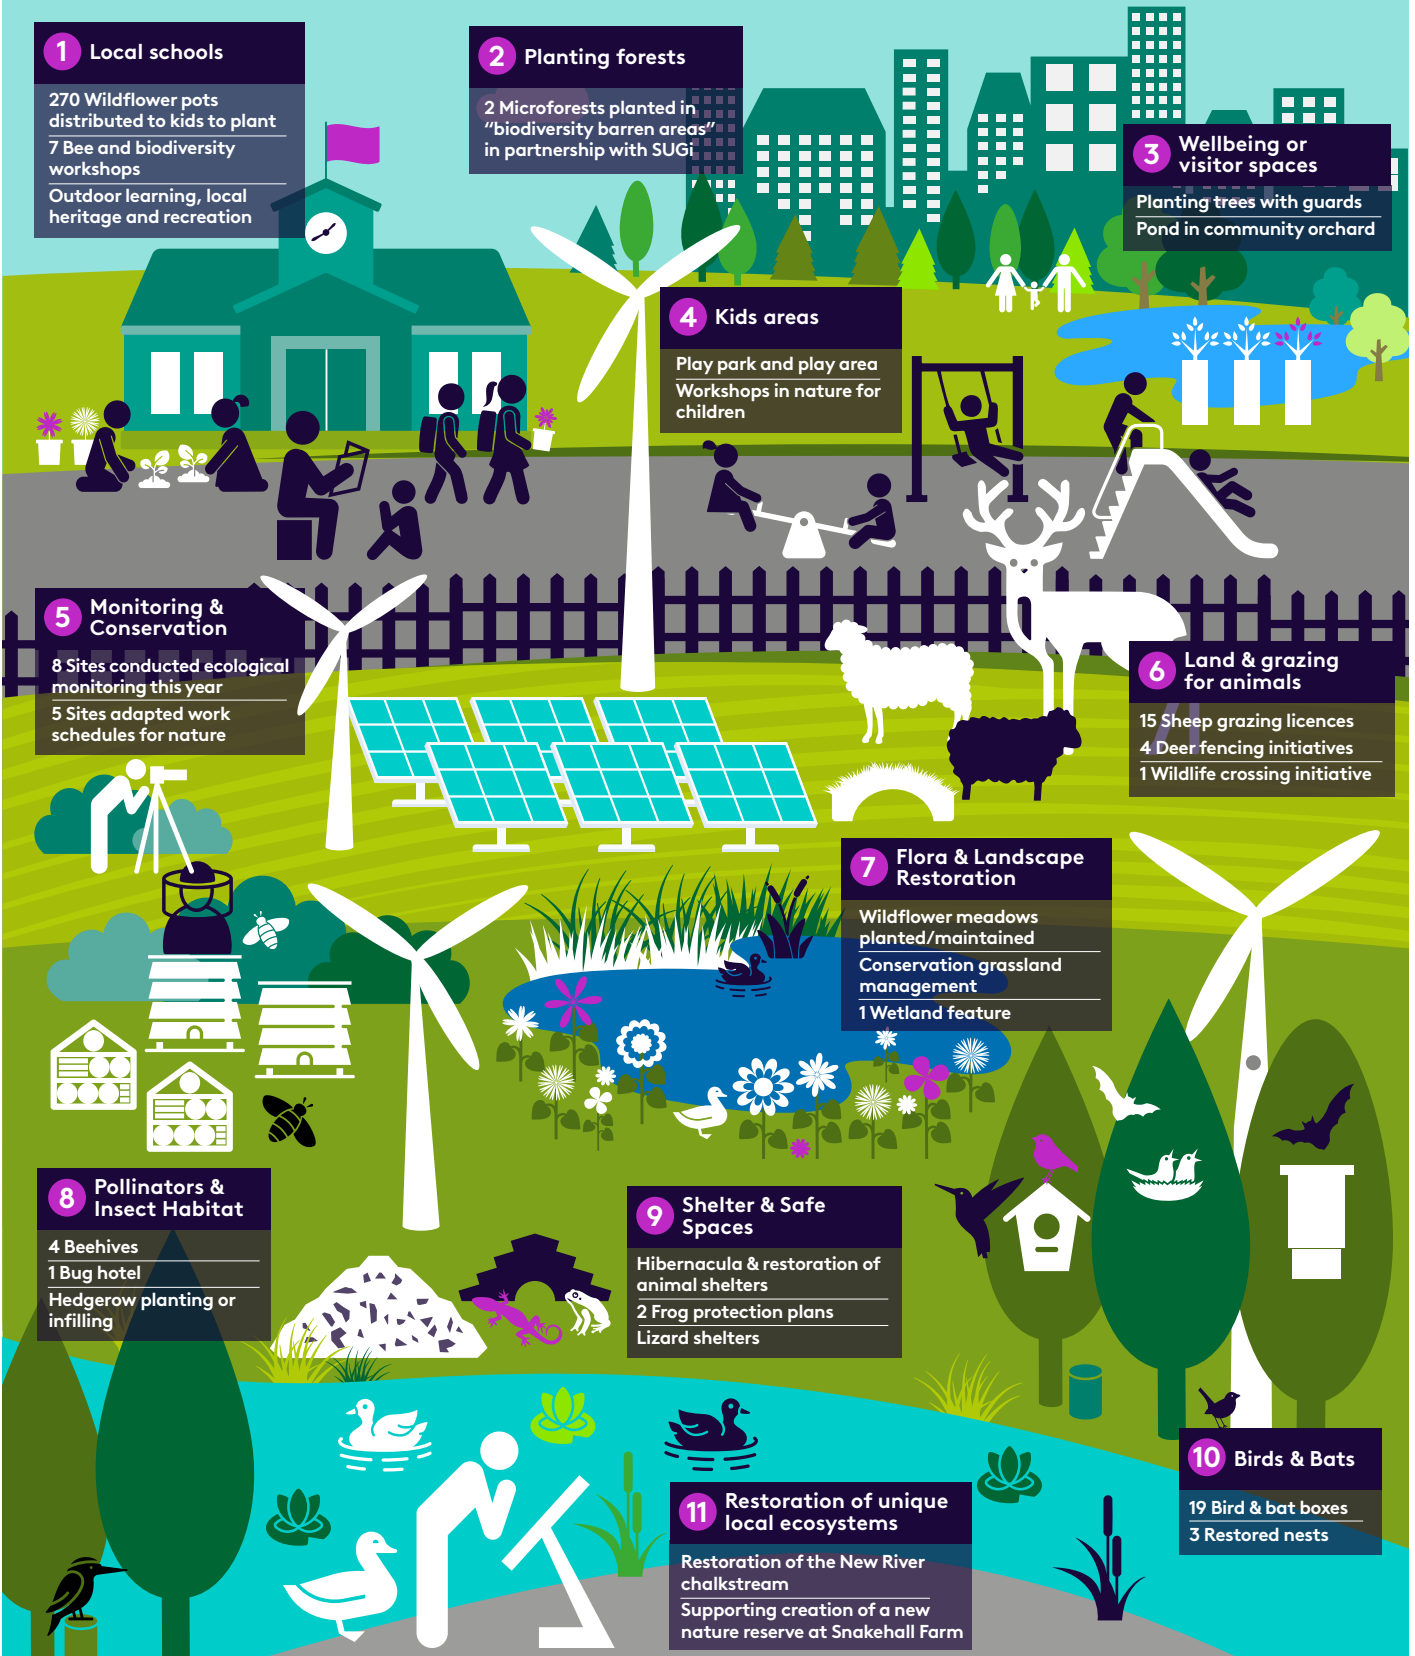 1 Local schools
270 Wildflower pots
distributed to kids to plant
7 Bee and biodiversity
workshops
Outdoor learning, local
heritage and recreation
2 Planting forests
2 Microforests planted in
“biodiversity barren areas”
in partnership with SUGi
3 Wellbeing or
visitor spaces
Planting trees with guards
Pond in community orchard
4 Kids areas
Play park and play area
Workshops in nature for
children
5 Monitoring &
Conservation
8 Sites conducted ecological
monitoring this year
5 Sites adapted work
schedules for nature
6 Land & grazing
for animals
15 Sheep grazing licences
4 Deer fencing initiatives
1 Wildlife crossing initiative
7 Flora & Landscape
Restoration
Wildflower meadows
planted/maintained
Conservation grassland
management
1 Wetland feature
8 Pollinators &
Insect Habitat
4 Beehives
1 Bug hotel
Hedgerow planting or
infilling
9 Shelter & Safe
Spaces
Hibernacula & restoration of
animal shelters
2 Frog protection plans
Lizard shelters
10 Birds & Bats
19 Bird & bat boxes
3 Restored nests
11 Restoration of unique
local ecosystems
Restoration of the New River
chalkstream
Supporting creation of a new
nature reserve at Snakehall Farm